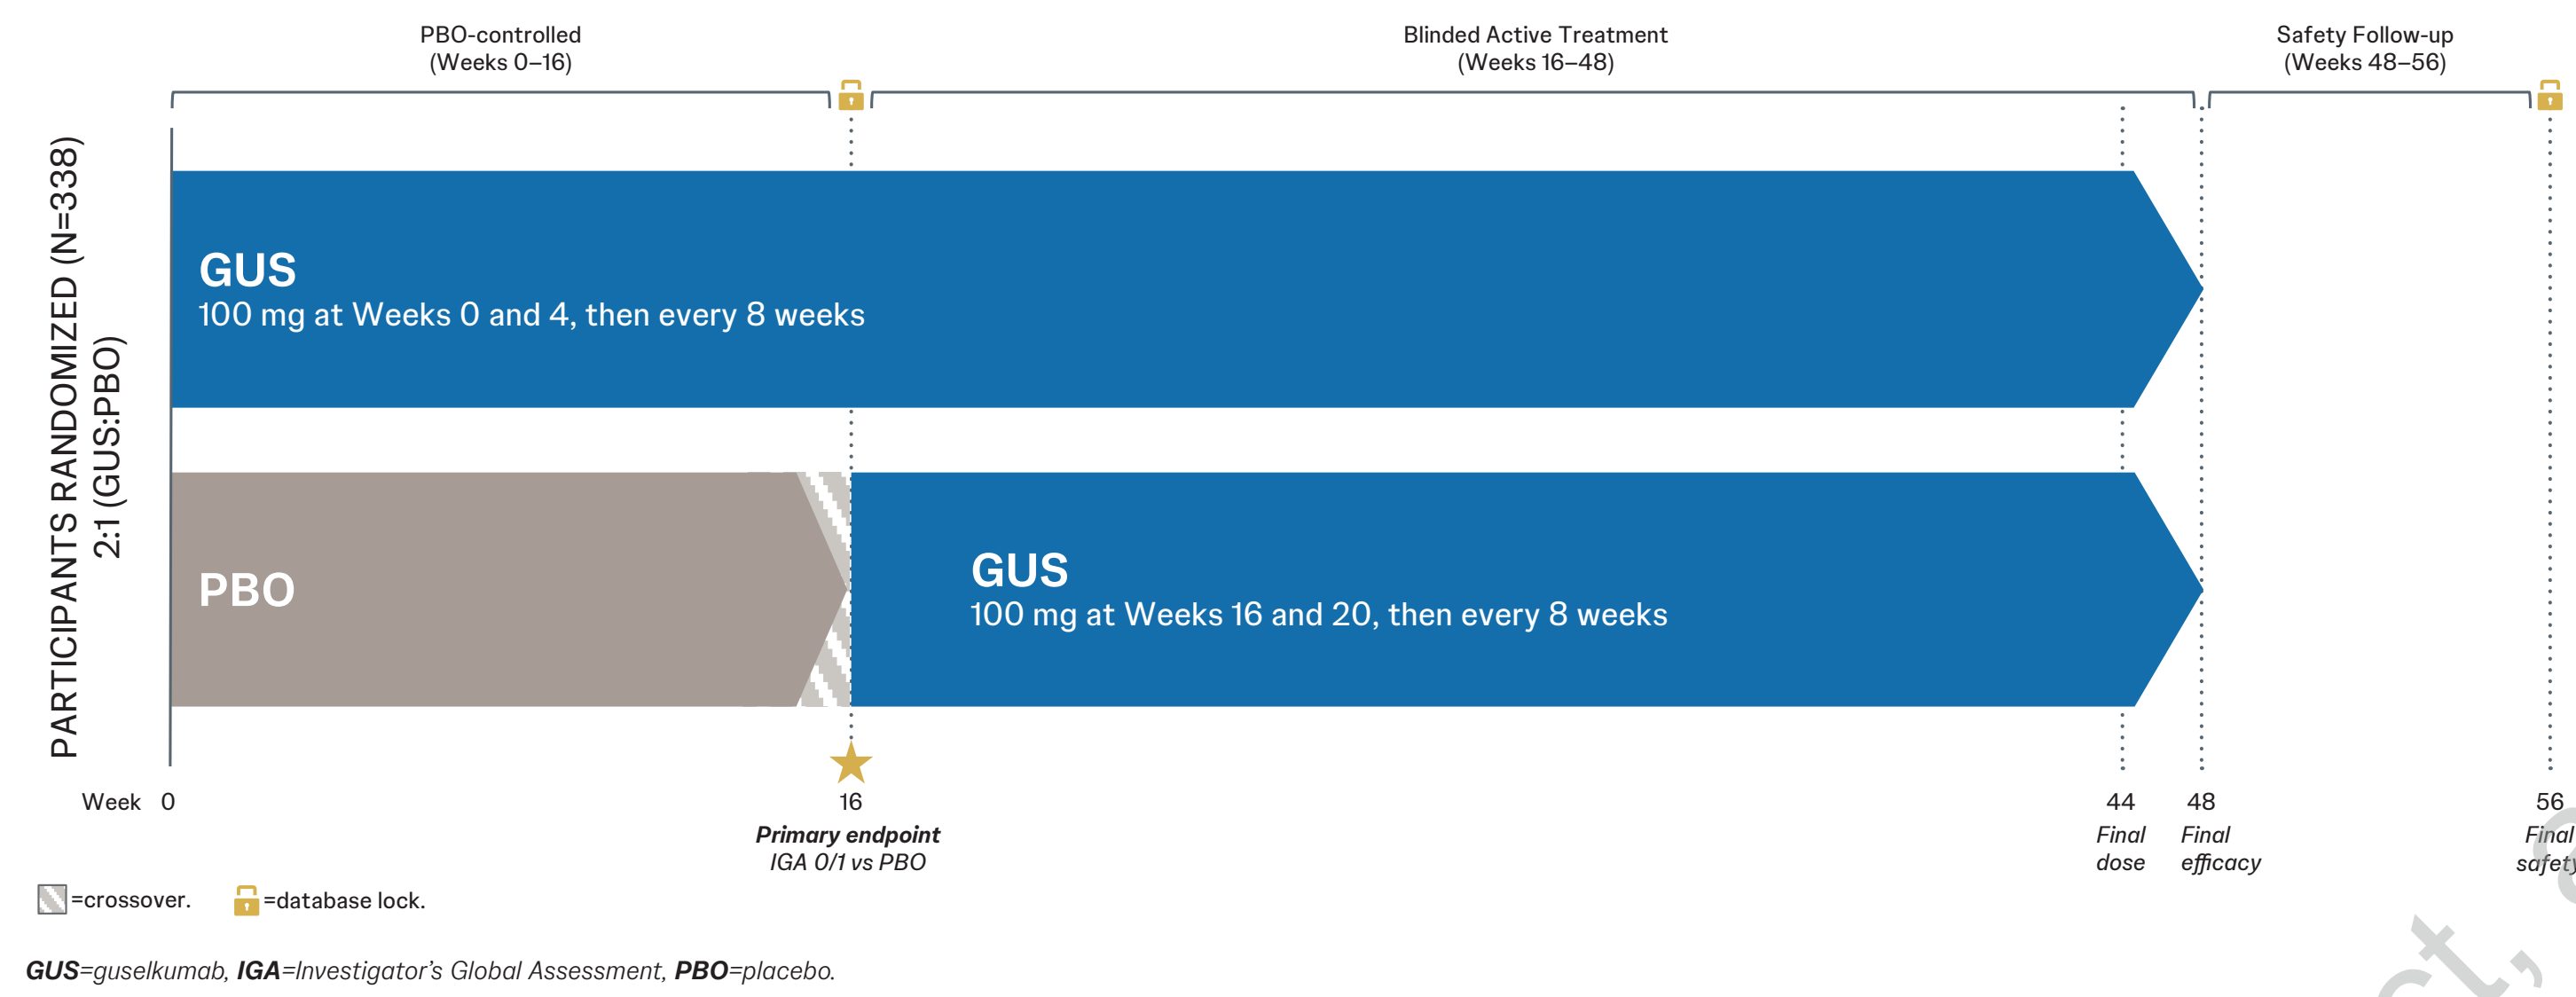 PBO-controlled
(Weeks 0–16)
Blinded Active Treatment
(Weeks 16–48)
Safety Follow-up
(Weeks 48–56)
PARTICIPANTS RANDOMIZED (N=338)
2:1 (GUS:PBO)
GUS
100 mg at Weeks 0 and 4, then every 8 weeks
PBO
GUS
100 mg at Weeks 16 and 20, then every 8 weeks
Week 0 16 44 48 56
Primary endpoint
IGA 0/1 vs PBO
Final
dose
Final
efficacy
Final
safety
=crossover. =database lock.
GUS=guselkumab, IGA=Investigator’s Global Assessment, PBO=placebo.
ct,